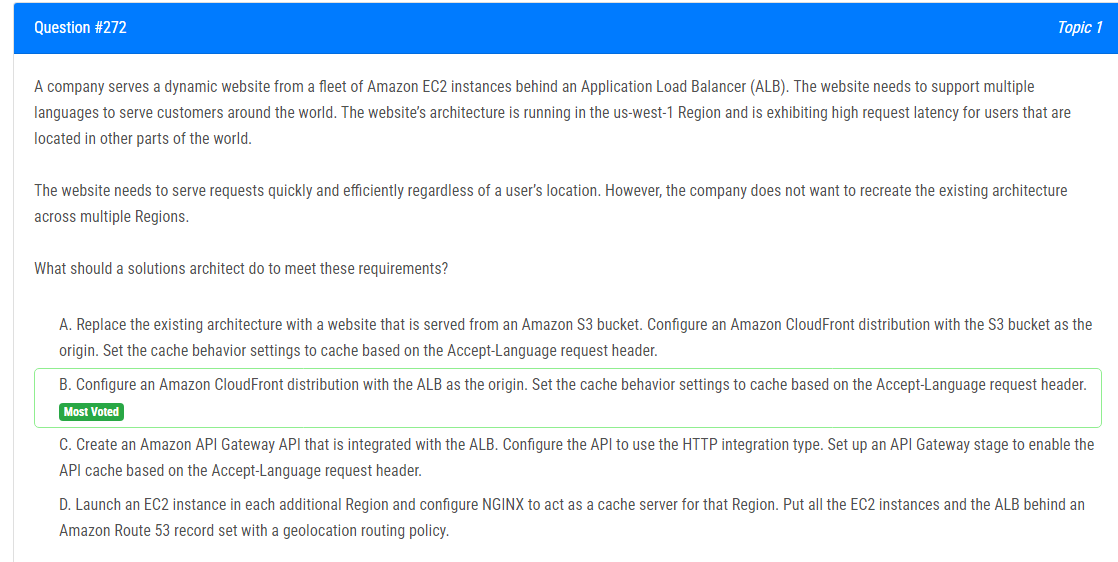 Question #272
Topic 1
A company serves a dynamic website from a fleet of Amazon EC2 instances behind an Application Load Balancer (ALB). The website needs to support multiple
languages to serve customers around the world. The website's architecture is running in the us-west-1 Region and is exhibiting high request latency for users that are
located in other parts of the world.
The website needs to serve requests quickly and efficiently regardless of a user's location. However, the company does not want to recreate the existing architecture
across multiple Regions.
What should a solutions architect do to meet these requirements?
A. Replace the existing architecture with a website that is served from an Amazon S3 bucket. Configure an Amazon CloudFront distribution with the S3 bucket as the
origin. Set the cache behavior settings to cache based on the Accept-Language request header.
B. Configure an Amazon CloudFront distribution with the ALB as the origin. Set the cache behavior settings to cache based on the Accept-Language request header.
Most Voted
C. Create an Amazon API Gateway API that is integrated with the ALB. Configure the API to use the HTTP integration type. Set up an API Gateway stage to enable the
API cache based on the Accept-Language request header.
D. Launch an EC2 instance in each additional Region and configure NGINX to act as a cache server for that Region. Put all the EC2 instances and the ALB behind an
Amazon Route 53 record set with a geolocation routing policy.